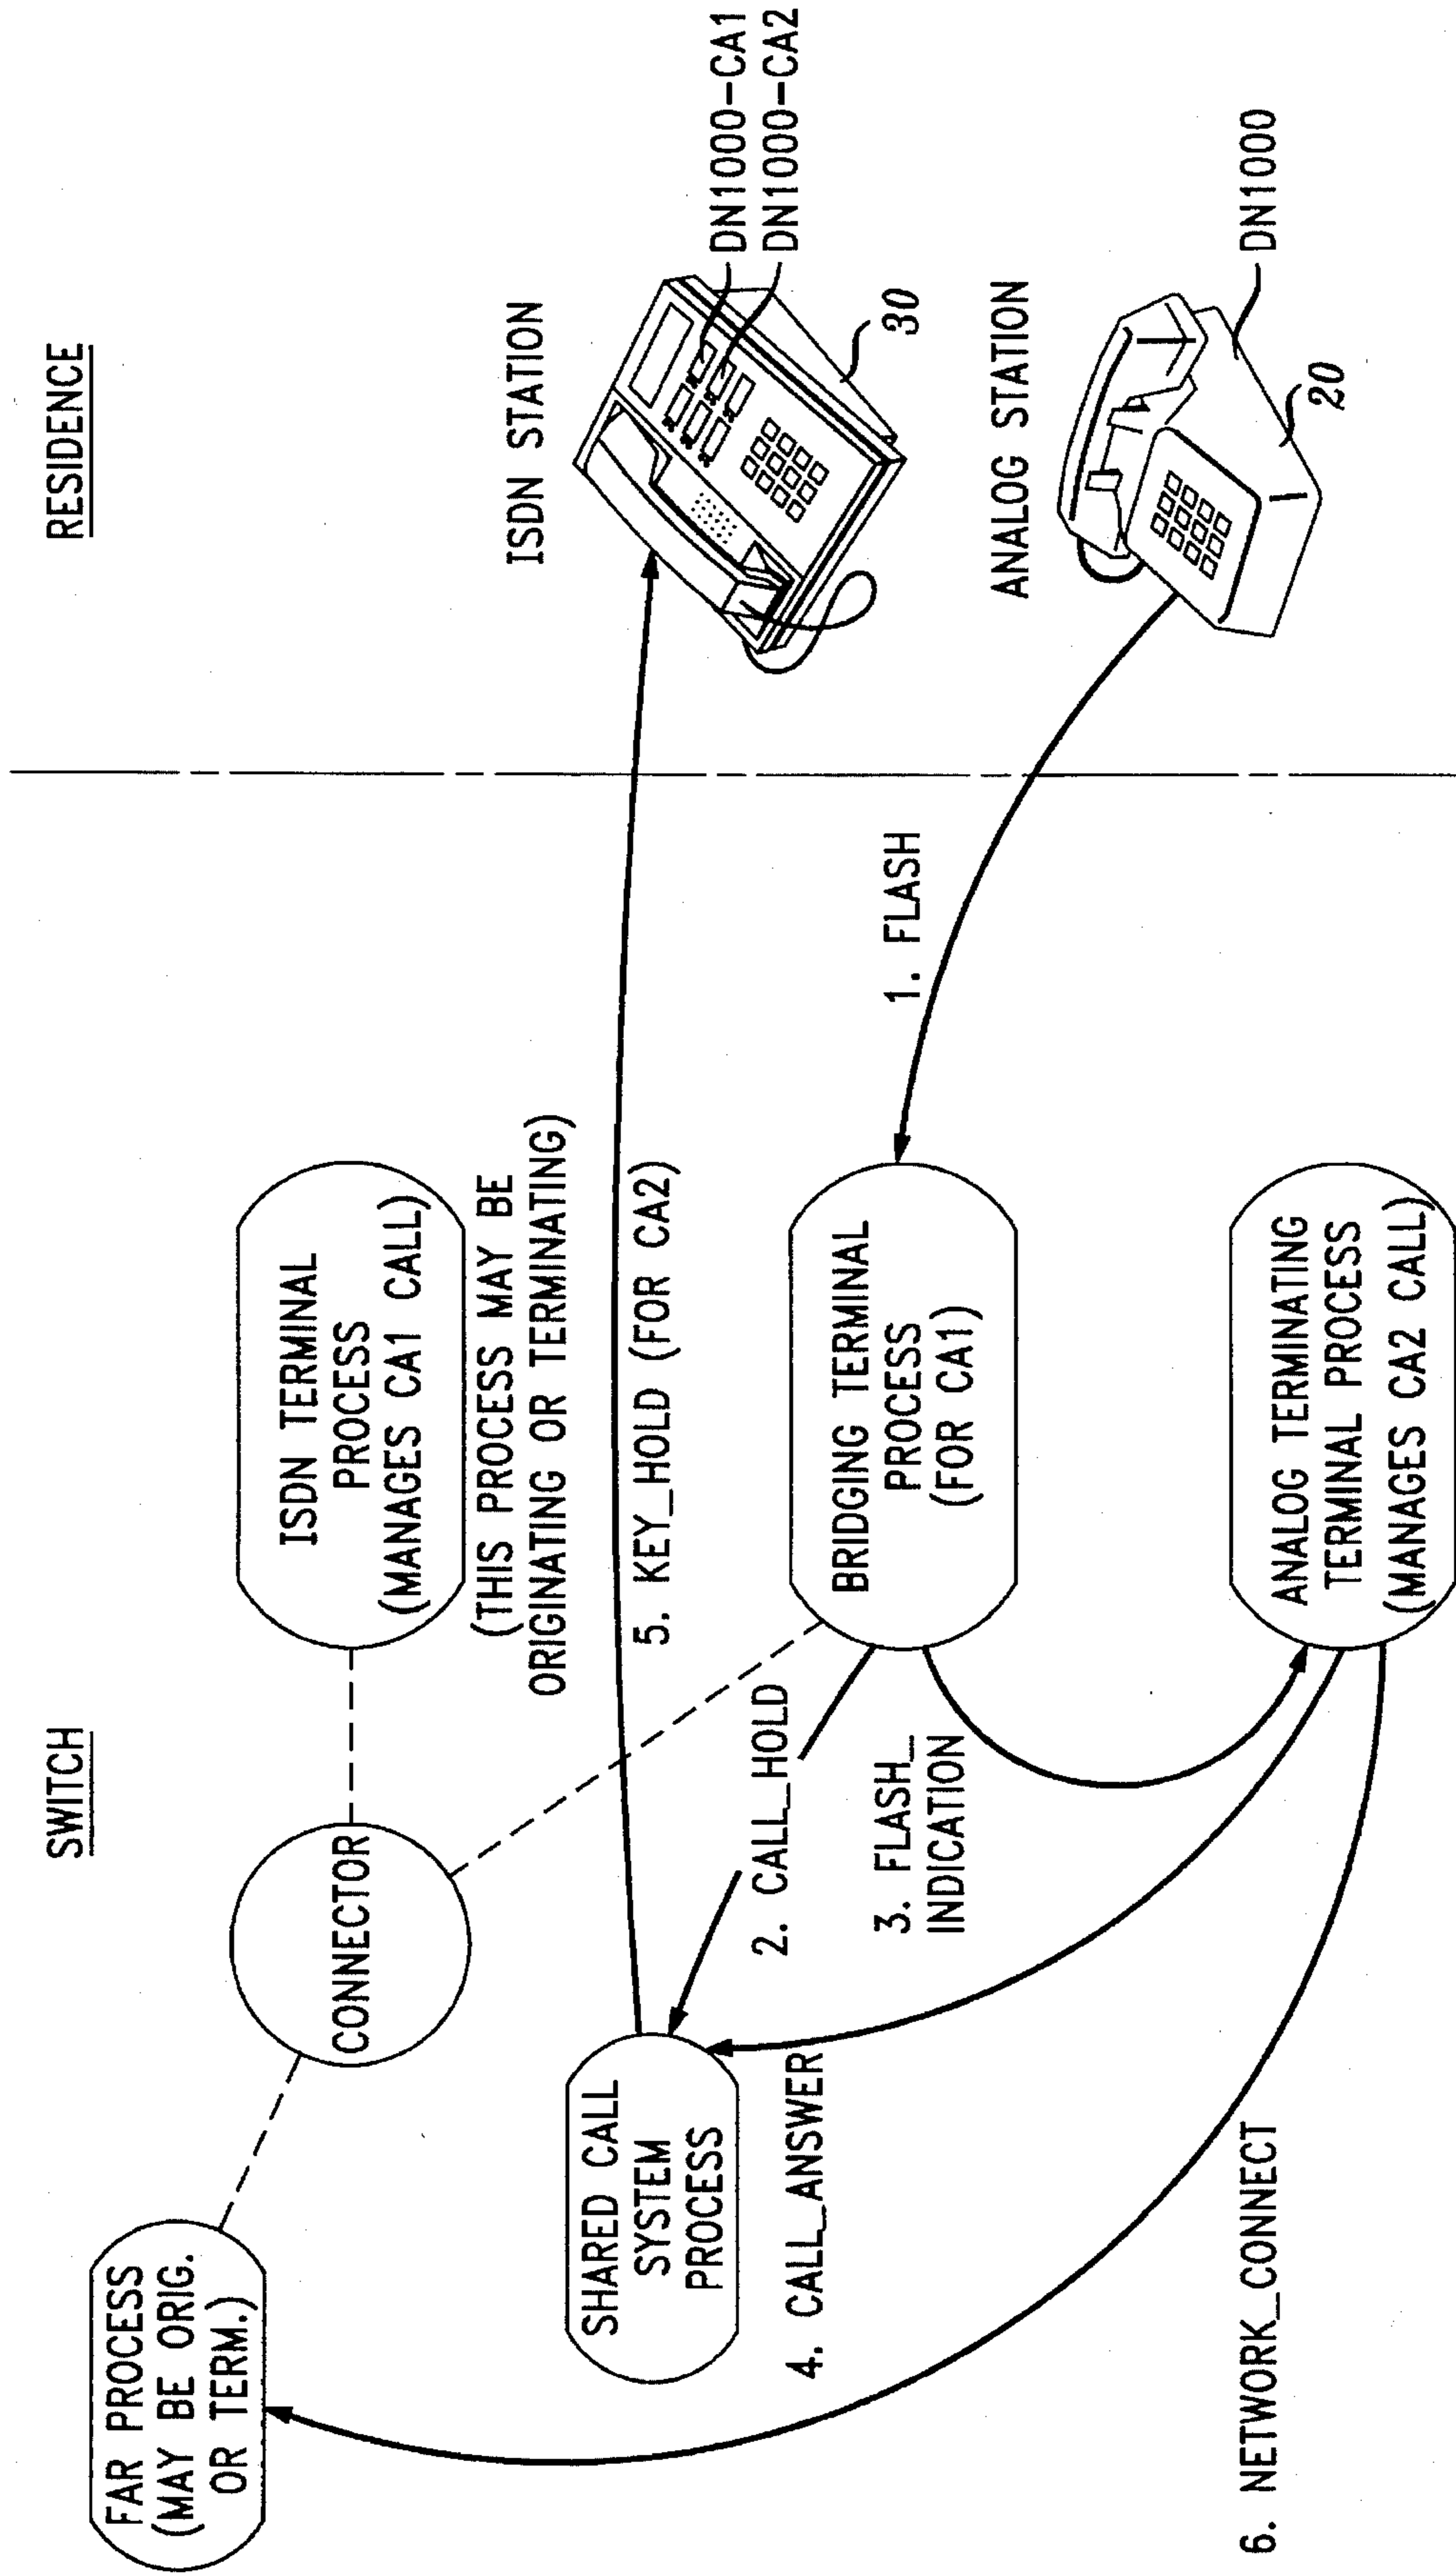 SWITCH
RESIDENCE
FAR PROCESS
(MAY BE ORIG.
OR TERM.)
CONNECTOR
ISDN TERMINAL
PROCESS
(MANAGES CA1 CALL)
(THIS PROCESS MAY BE
ORIGINATING OR TERMINATING)
ISDN STATION
DN1000-CA1
DN1000-CA2
30
SHARED CALL
SYSTEM
PROCESS
5. KEY_HOLD (FOR CA2)
2. CALL_HOLD
BRIDGING TERMINAL
PROCESS
(FOR CA1)
1. FLASH
3. FLASH_
INDICATION
4. CALL_ANSWER
ANALOG STATION
DN1000
20
ANALOG TERMINATING
TERMINAL PROCESS
(MANAGES CA2 CALL)
6. NETWORK_CONNECT